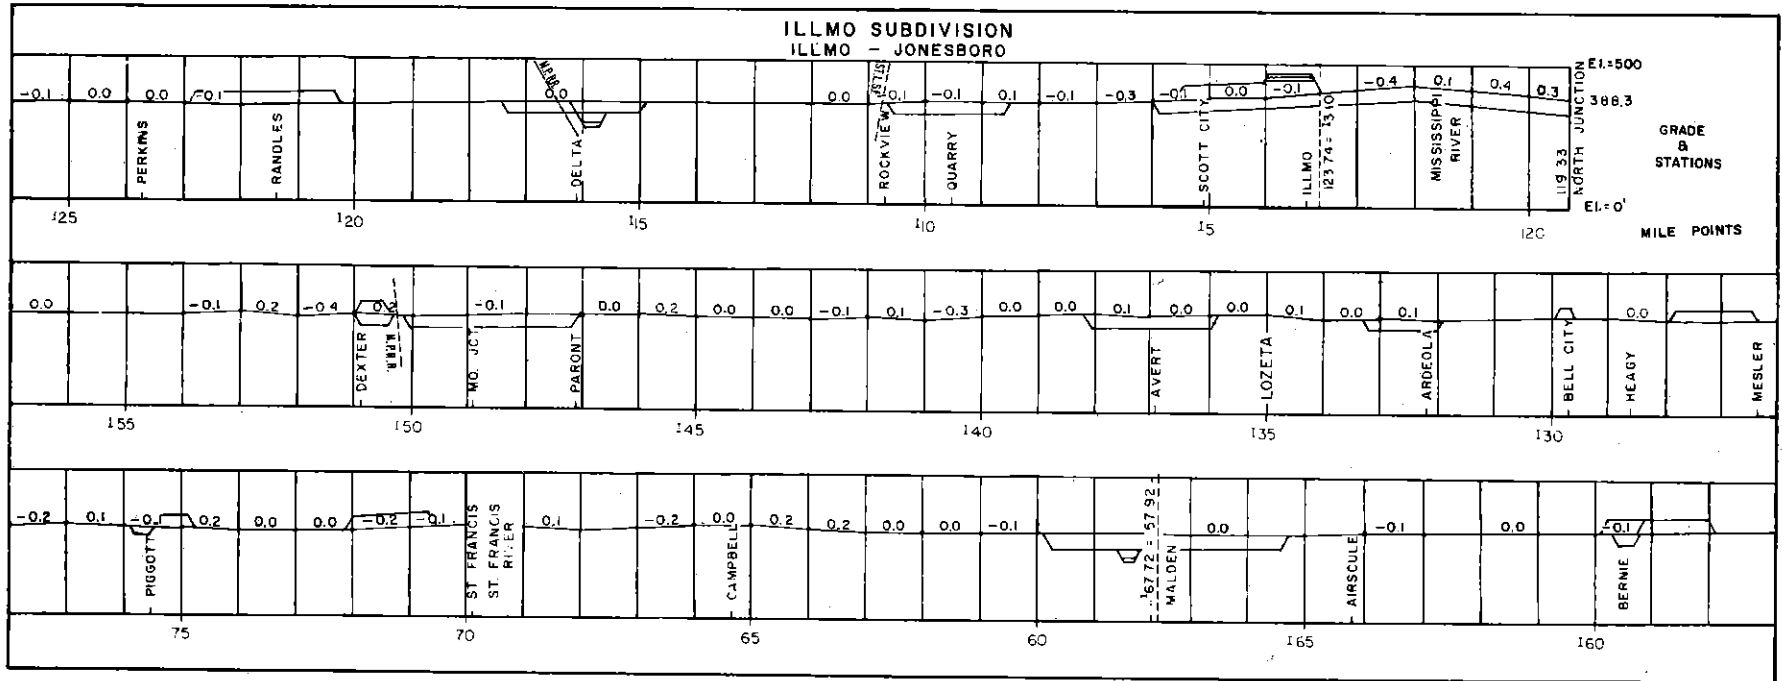 ILLMO SUBDIVISION
ILLMO - JONESBORO
-0.1 0.0 0.0 -0.1 0.0 0.0 0.1 -0.1 0.1 -0.1 -0.3 -0.1 0.0 -0.1 -0.4 0.1 0.4 0.3
El.=500
388.3
GRADE
&
STATIONS
El.=0'
MILE POINTS
PERKINS
RANDLES
M.P.RR.
DELTA
ROCKVIEW
QUARRY
SCOTT CITY
ILLMO
MISSISSIPPI
RIVER
119.33
NORTH JUNCTION
125 120 115 110 15 120
0.0 -0.1 0.2 -0.4 0.2 -0.1 0.0 0.2 0.0 0.0 -0.1 0.1 -0.3 0.0 0.0 0.1 0.0 0.0 0.1 0.0 0.1 0.0
DEXTER
M.P.R.R.
MO. JCT.
PARONT
AVERT
LOZETA
ARDEOLA
BELL CITY
HEAGY
MESLER
155 150 145 140 135 130
-0.2 0.1 -0.1 0.2 0.0 0.0 -0.2 -0.1 0.1 -0.2 0.0 0.2 0.2 0.0 0.0 -0.1 0.0 -0.1 0.0 -0.1
PIGGOTT
ST. FRANCIS
ST. FRANCIS
RIVER
CAMPBELL
167.72 = 57.92
MALDEN
AIRSCULE
BERNIE
75 70 65 60 165 160